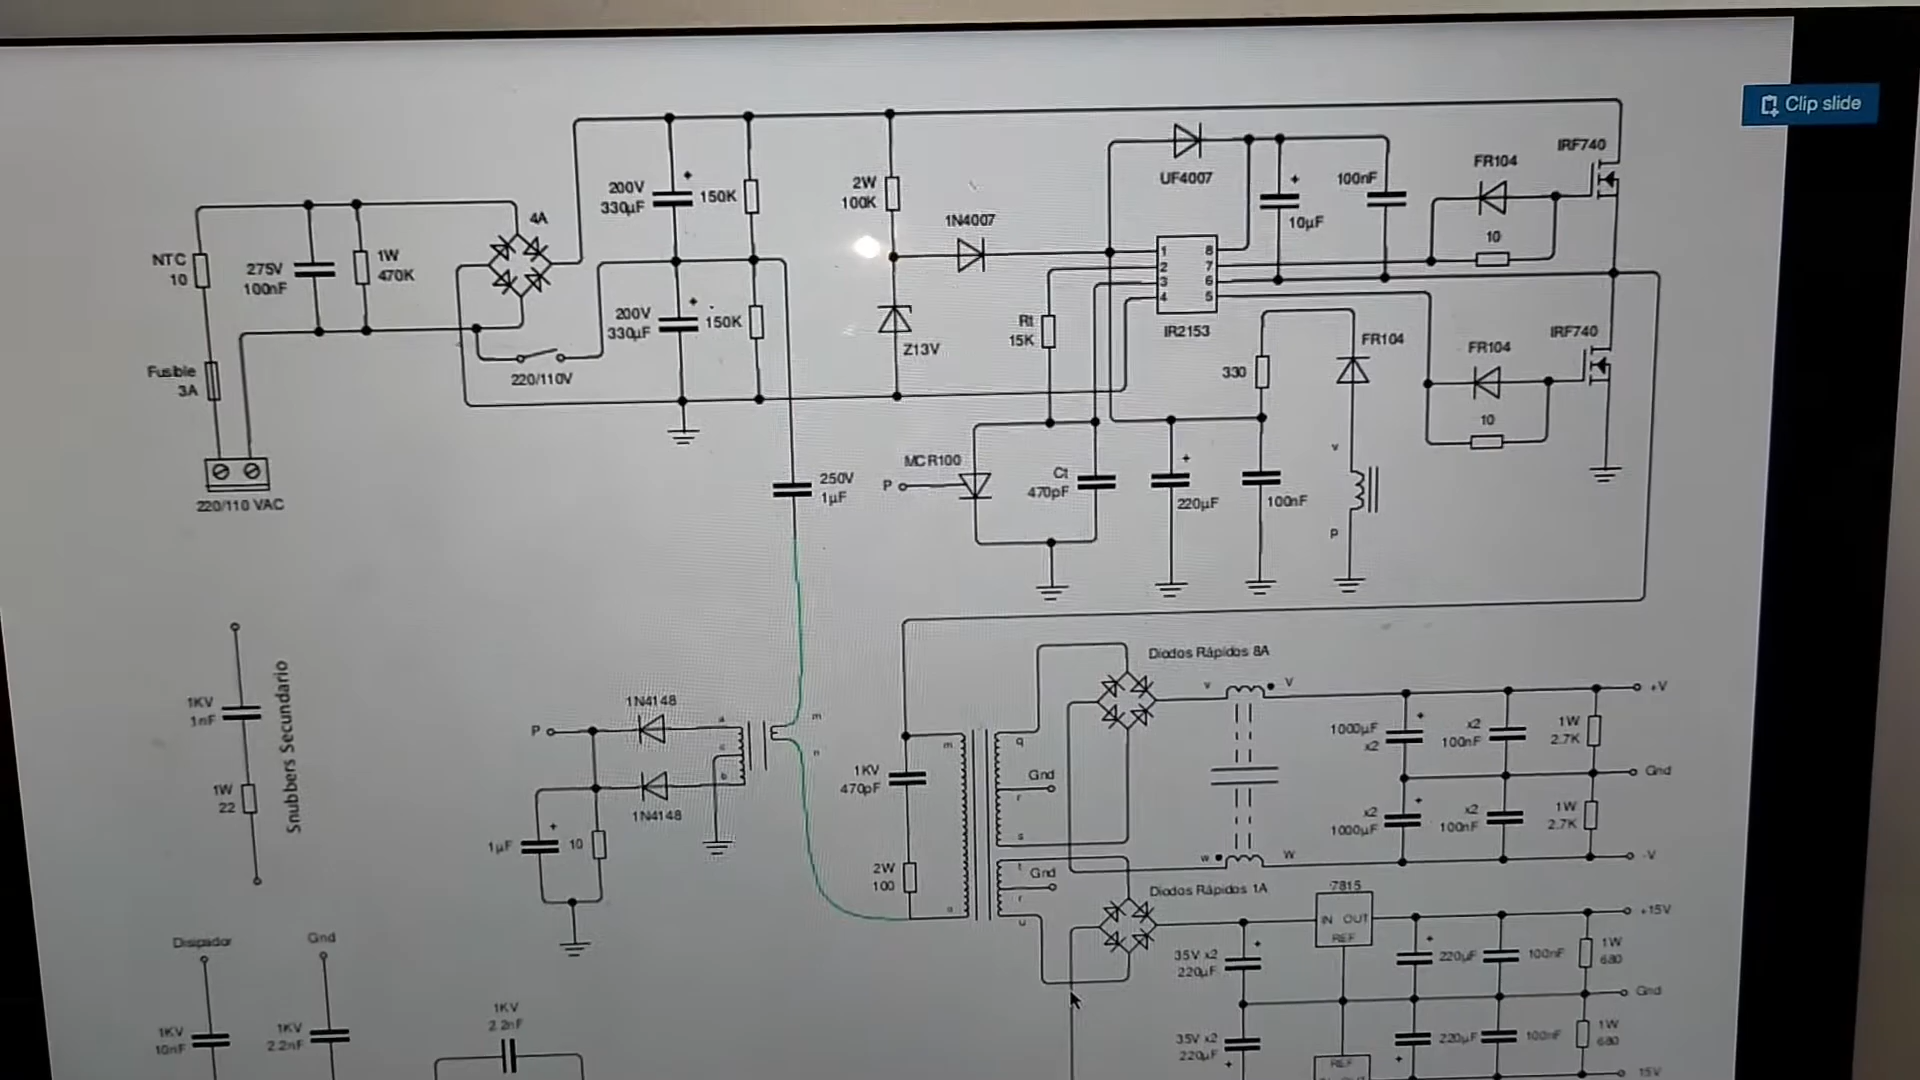 Clip slide
NTC
10
Fusible
3A
275V
100nF
1W
470K
220/110 VAC
4A
220/110V
200V
330µF
150K
200V
330µF
150K
2W
100K
1N4007
Z13V
250V
1µF
UF4007
10µF
100nF
1
2
3
4
8
7
6
5
IR2153
Rt
15K
MCR100
P
Ct
470pF
220µF
100nF
330
FR104
v
p
FR104
10
IRF740
FR104
10
IRF740
1KV
1nF
1W
22
Snubbers Secundario
P
1N4148
1N4148
a
c
b
m
n
1µF
10
1KV
470pF
2W
100
m
q
Gnd
r
s
t
Gnd
r
u
Diodos Rápidos 8A
v
V
w
W
1000µF
x2
x2
100nF
1W
2.7K
+V
Gnd
x2
1000µF
x2
100nF
1W
2.7K
-V
Diodos Rápidos 1A
7815
IN OUT
REF
35V x2
220µF
220µF
100nF
1W
680
+15V
Gnd
35V x2
220µF
220µF
100nF
1W
680
15V
REF
Disipador
1KV
10nF
Gnd
1KV
2.2nF
1KV
2.2nF